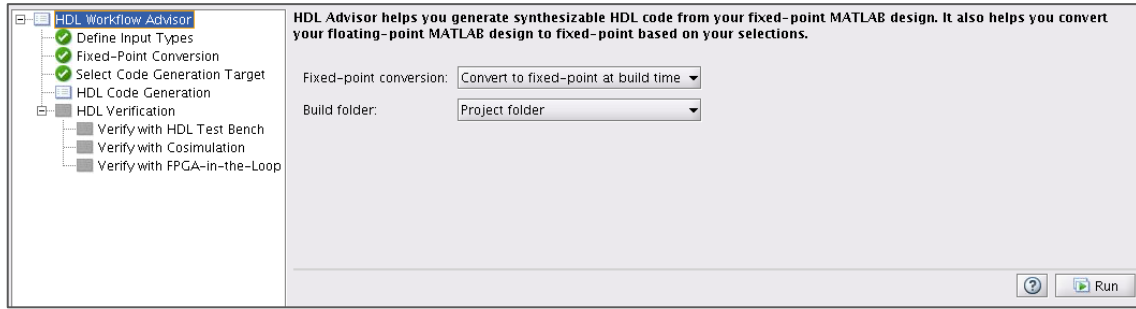 HDL Workflow Advisor
Define Input Types
Fixed-Point Conversion
Select Code Generation Target
HDL Code Generation
HDL Verification
Verify with HDL Test Bench
Verify with Cosimulation
Verify with FPGA-in-the-Loop
HDL Advisor helps you generate synthesizable HDL code from your fixed-point MATLAB design. It also helps you convert
your floating-point MATLAB design to fixed-point based on your selections.
Fixed-point conversion: Convert to fixed-point at build time
Build folder: Project folder
? Run